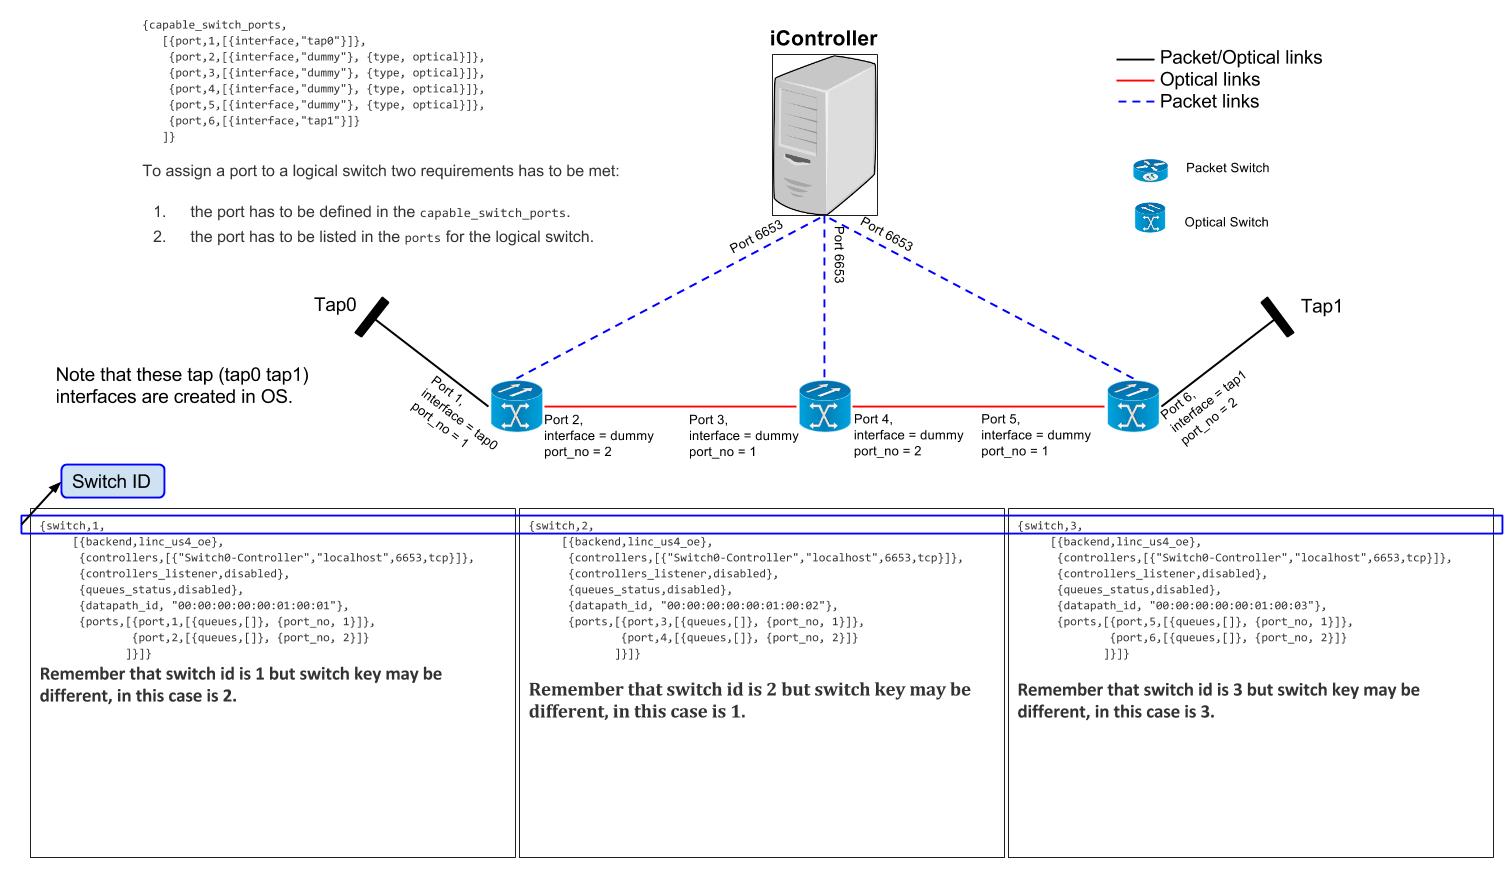 {capable_switch_ports,
[{port,1,[{interface,"tap0"}]},
{port,2,[{interface,"dummy"}, {type, optical}]},
{port,3,[{interface,"dummy"}, {type, optical}]},
{port,4,[{interface,"dummy"}, {type, optical}]},
{port,5,[{interface,"dummy"}, {type, optical}]},
{port,6,[{interface,"tap1"}]}
]}
To assign a port to a logical switch two requirements has to be met:
1. the port has to be defined in the capable_switch_ports.
2. the port has to be listed in the ports for the logical switch.
iController
Packet/Optical links
Optical links
Packet links
Packet Switch
Optical Switch
Port 6653
Port 6653
Port 6653
Tap0
Tap1
Note that these tap (tap0 tap1)
interfaces are created in OS.
Port 1,
interface = tap0
port_no = 1
Port 2,
interface = dummy
port_no = 2
Port 3,
interface = dummy
port_no = 1
Port 4,
interface = dummy
port_no = 2
Port 5,
interface = dummy
port_no = 1
Port 6,
interface = tap1
port_no = 2
Switch ID
{switch,1,
[{backend,linc_us4_oe},
{controllers,[{"Switch0-Controller","localhost",6653,tcp}]},
{controllers_listener,disabled},
{queues_status,disabled},
{datapath_id, "00:00:00:00:00:01:00:01"},
{ports,[{port,1,[{queues,[]}, {port_no, 1}]},
{port,2,[{queues,[]}, {port_no, 2}]}
]}]}
Remember that switch id is 1 but switch key may be
different, in this case is 2.
{switch,2,
[{backend,linc_us4_oe},
{controllers,[{"Switch0-Controller","localhost",6653,tcp}]},
{controllers_listener,disabled},
{queues_status,disabled},
{datapath_id, "00:00:00:00:00:01:00:02"},
{ports,[{port,3,[{queues,[]}, {port_no, 1}]},
{port,4,[{queues,[]}, {port_no, 2}]}
]}]}
Remember that switch id is 2 but switch key may be
different, in this case is 1.
{switch,3,
[{backend,linc_us4_oe},
{controllers,[{"Switch0-Controller","localhost",6653,tcp}]},
{controllers_listener,disabled},
{queues_status,disabled},
{datapath_id, "00:00:00:00:00:01:00:03"},
{ports,[{port,5,[{queues,[]}, {port_no, 1}]},
{port,6,[{queues,[]}, {port_no, 2}]}
]}]}
Remember that switch id is 3 but switch key may be
different, in this case is 3.